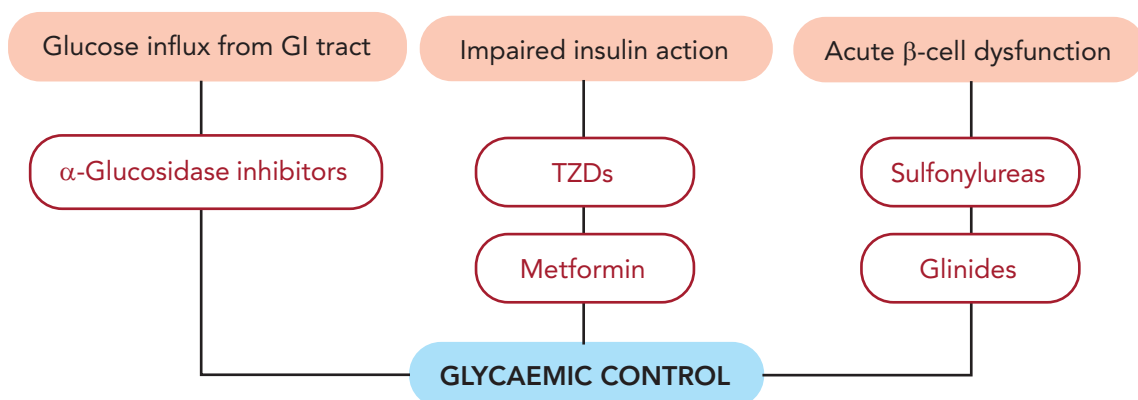 Glucose influx from GI tract
Impaired insulin action
Acute β-cell dysfunction
α-Glucosidase inhibitors
TZDs
Sulfonylureas
Metformin
Glinides
GLYCAEMIC CONTROL